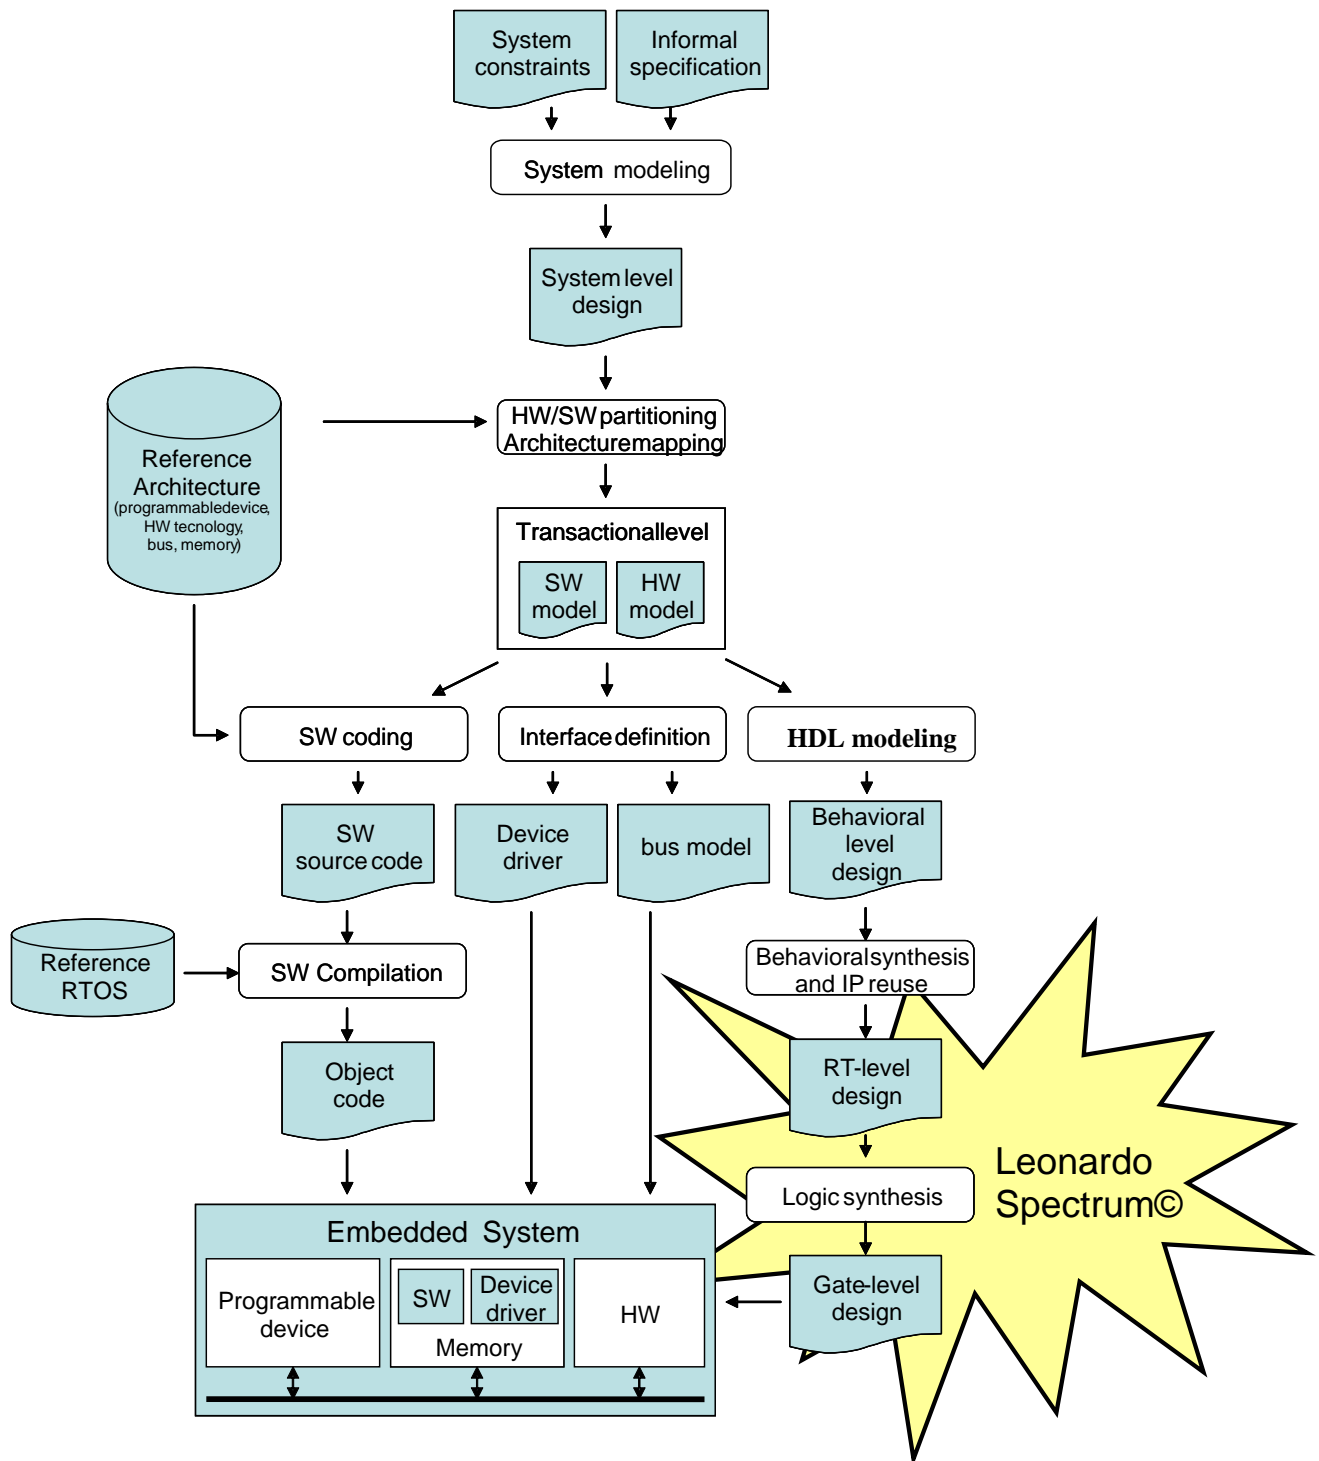 System
constraints
Informal
specification
System modeling
System level
design
HW/SW partitioning
Architecture mapping
Reference
Architecture
(programmable device,
HW tecnology,
bus, memory)
Transactional level
SW
model
HW
model
SW coding
Interface definition
HDL modeling
SW
source code
Device
driver
bus model
Behavioral
level
design
Reference
RTOS
SW Compilation
Behavioral synthesis
and IP reuse
Object
code
RT-level
design
Leonardo
Spectrum©
Logic synthesis
Embedded System
Programmable
device
SW
Device
driver
Memory
HW
Gate-level
design